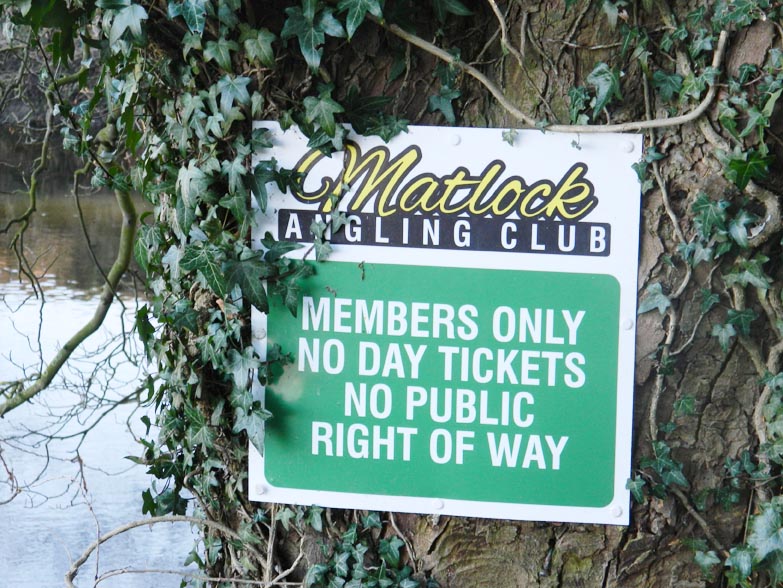 Matlock
ANGLING CLUB
MEMBERS ONLY
NO DAY TICKETS
NO PUBLIC
RIGHT OF WAY